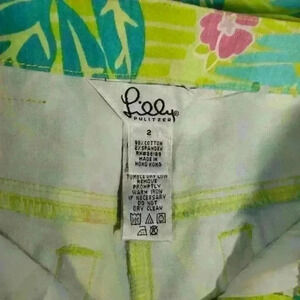 Lilly
PULITZER
2
98% COTTON
2% SPANDEX
MADE IN
HONG KONG
TUMBLE DRY LOW
REMOVE
PROMPTLY
WARM IRON
IF NECESSARY
DO NOT
DRY CLEAN